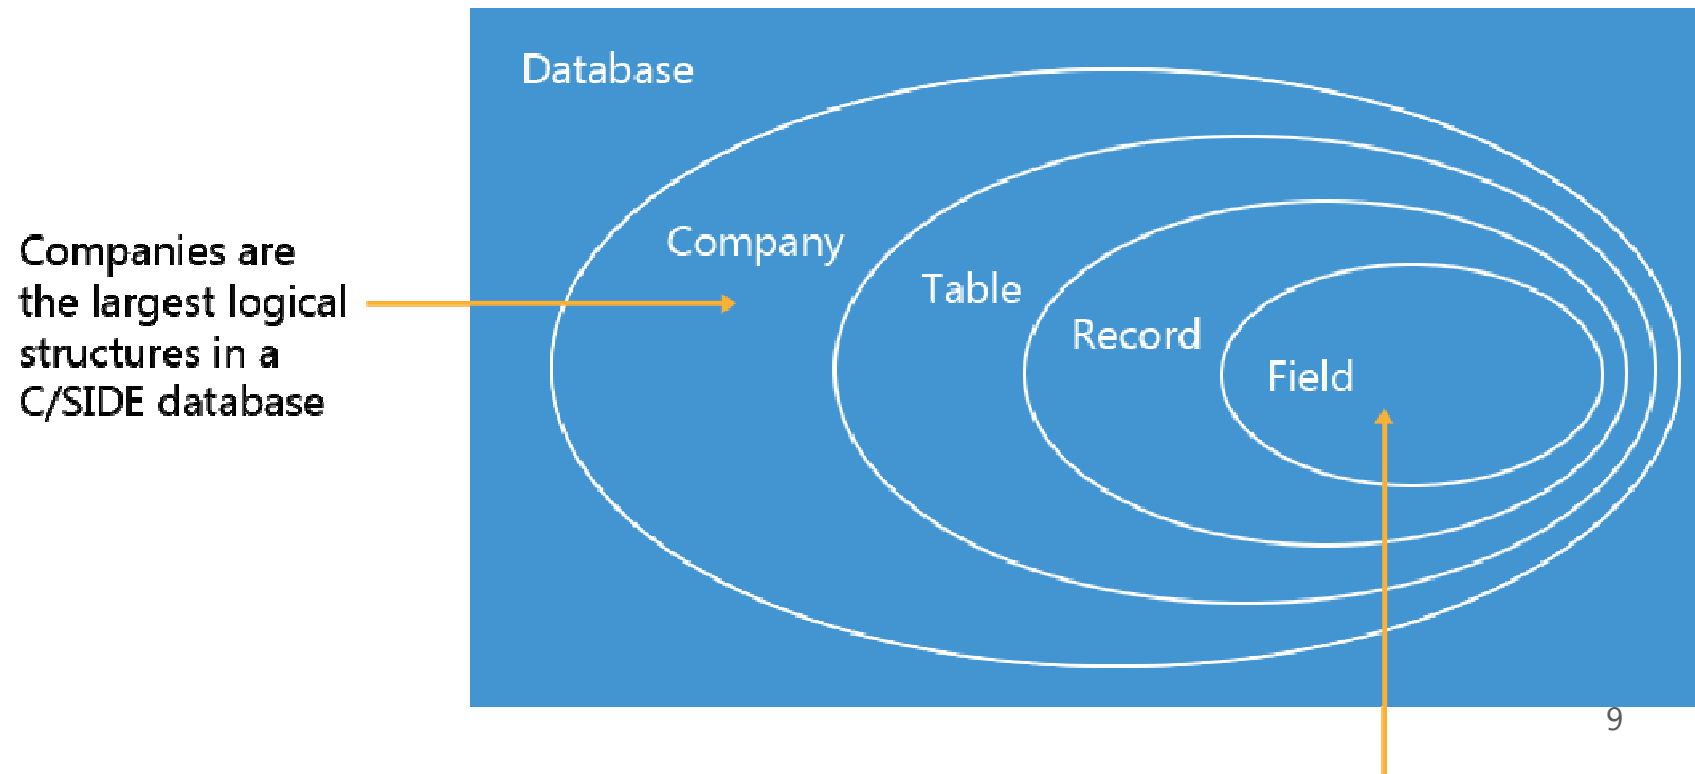 Database
Company
Companies are
the largest logical
structures in a
C/SIDE database
Table
Record
Field
9